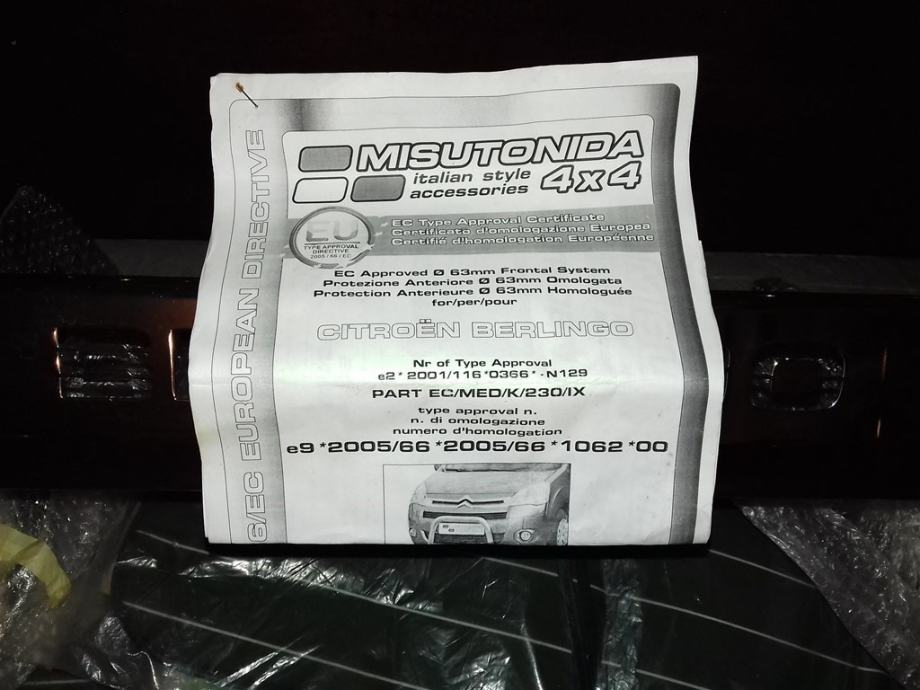 6/EC EUROPEAN DIRECTIVE
MISUTONIDA
italian style
accessories 4x4
EU
TYPE APPROVAL
DIRECTIVE
2005 / 66 / EC
EC Type Approval Certificate
Certificato d'omologazione Europea
Certifié d'homologation Européenne
EC Approved Ø 63mm Frontal System
Protezione Anteriore Ø 63mm Omologata
Protection Anterieure Ø 63mm Homologuée
for/per/pour
CITROËN BERLINGO
Nr of Type Approval
e2* 2001/116 *0366* - N129
PART EC/MED/K/230/IX
type approval n.
n. di omologazione
numero d'homologation
e9 *2005/66 *2005/66 *1062 *00